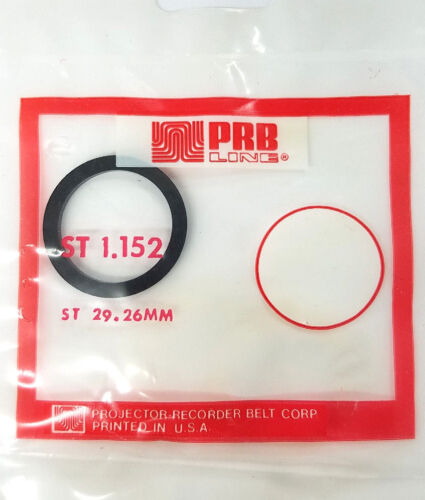 PRB
LINE®
ST 1.152
ST 29.26MM
PROJECTOR-RECORDER BELT CORP.
PRINTED IN U.S.A.